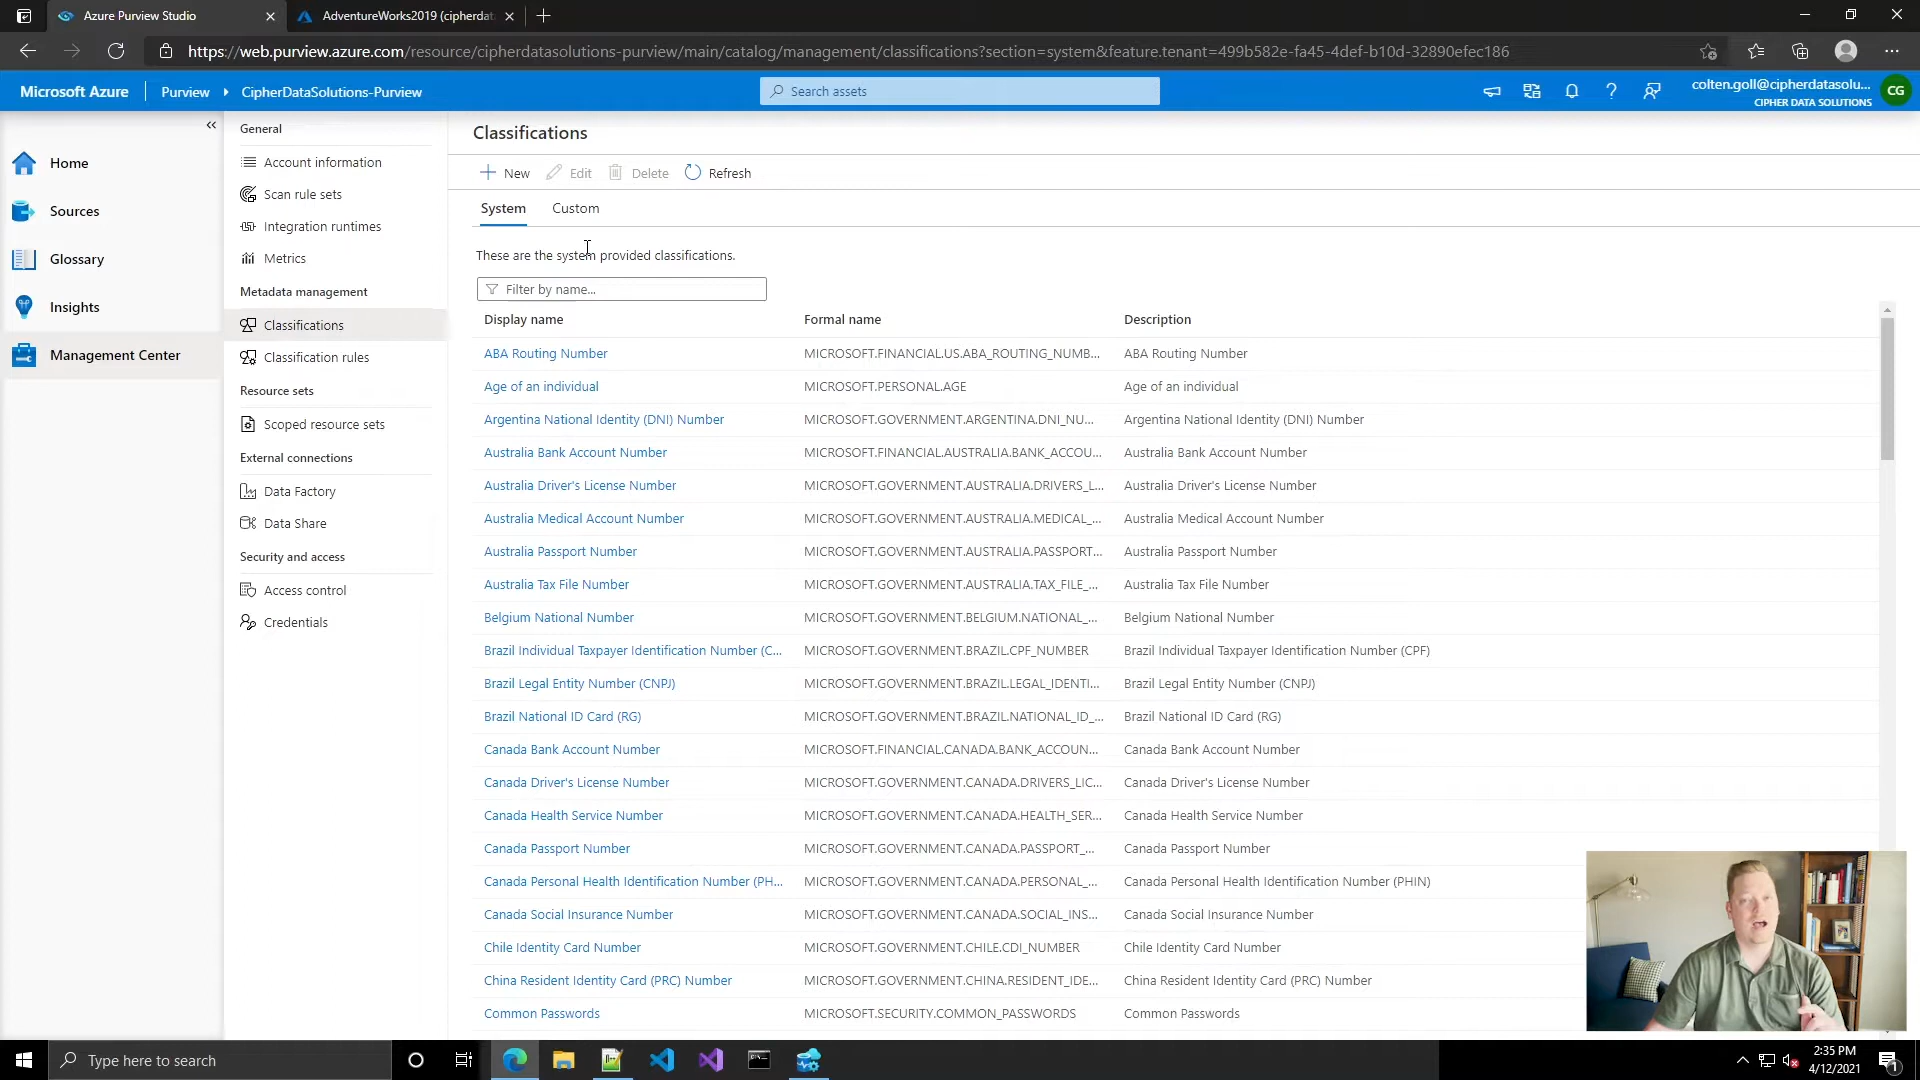 Azure Purview Studio
AdventureWorks2019 (cipherdat
https://web.purview.azure.com/resource/cipherdatasolutions-purview/main/catalog/management/classifications?section=system&feature.tenant=499b582e-fa45-4def-b10d-32890efec186
Microsoft Azure
Purview
CipherDataSolutions-Purview
Search assets
colten.goll@cipherdatasolu...
CIPHER DATA SOLUTIONS
CG
Home
Sources
Glossary
Insights
Management Center
General
Account information
Scan rule sets
Integration runtimes
Metrics
Metadata management
Classifications
Classification rules
Resource sets
Scoped resource sets
External connections
Data Factory
Data Share
Security and access
Access control
Credentials
Classifications
New Edit Delete Refresh
System Custom
These are the system provided classifications.
Filter by name...
Display name Formal name Description
ABA Routing Number MICROSOFT.FINANCIAL.US.ABA_ROUTING_NUMB... ABA Routing Number
Age of an individual MICROSOFT.PERSONAL.AGE Age of an individual
Argentina National Identity (DNI) Number MICROSOFT.GOVERNMENT.ARGENTINA.DNI_NU... Argentina National Identity (DNI) Number
Australia Bank Account Number MICROSOFT.FINANCIAL.AUSTRALIA.BANK_ACCOU... Australia Bank Account Number
Australia Driver's License Number MICROSOFT.GOVERNMENT.AUSTRALIA.DRIVERS_L... Australia Driver's License Number
Australia Medical Account Number MICROSOFT.GOVERNMENT.AUSTRALIA.MEDICAL_... Australia Medical Account Number
Australia Passport Number MICROSOFT.GOVERNMENT.AUSTRALIA.PASSPORT... Australia Passport Number
Australia Tax File Number MICROSOFT.GOVERNMENT.AUSTRALIA.TAX_FILE_... Australia Tax File Number
Belgium National Number MICROSOFT.GOVERNMENT.BELGIUM.NATIONAL_... Belgium National Number
Brazil Individual Taxpayer Identification Number (C... MICROSOFT.GOVERNMENT.BRAZIL.CPF_NUMBER Brazil Individual Taxpayer Identification Number (CPF)
Brazil Legal Entity Number (CNPJ) MICROSOFT.GOVERNMENT.BRAZIL.LEGAL_IDENTI... Brazil Legal Entity Number (CNPJ)
Brazil National ID Card (RG) MICROSOFT.GOVERNMENT.BRAZIL.NATIONAL_ID_... Brazil National ID Card (RG)
Canada Bank Account Number MICROSOFT.FINANCIAL.CANADA.BANK_ACCOUN... Canada Bank Account Number
Canada Driver's License Number MICROSOFT.GOVERNMENT.CANADA.DRIVERS_LIC... Canada Driver's License Number
Canada Health Service Number MICROSOFT.GOVERNMENT.CANADA.HEALTH_SER... Canada Health Service Number
Canada Passport Number MICROSOFT.GOVERNMENT.CANADA.PASSPORT_... Canada Passport Number
Canada Personal Health Identification Number (PH... MICROSOFT.GOVERNMENT.CANADA.PERSONAL_... Canada Personal Health Identification Number (PHIN)
Canada Social Insurance Number MICROSOFT.GOVERNMENT.CANADA.SOCIAL_INS... Canada Social Insurance Number
Chile Identity Card Number MICROSOFT.GOVERNMENT.CHILE.CDI_NUMBER Chile Identity Card Number
China Resident Identity Card (PRC) Number MICROSOFT.GOVERNMENT.CHINA.RESIDENT_IDE... China Resident Identity Card (PRC) Number
Common Passwords MICROSOFT.SECURITY.COMMON_PASSWORDS Common Passwords
Type here to search
2:35 PM
4/12/2021
1